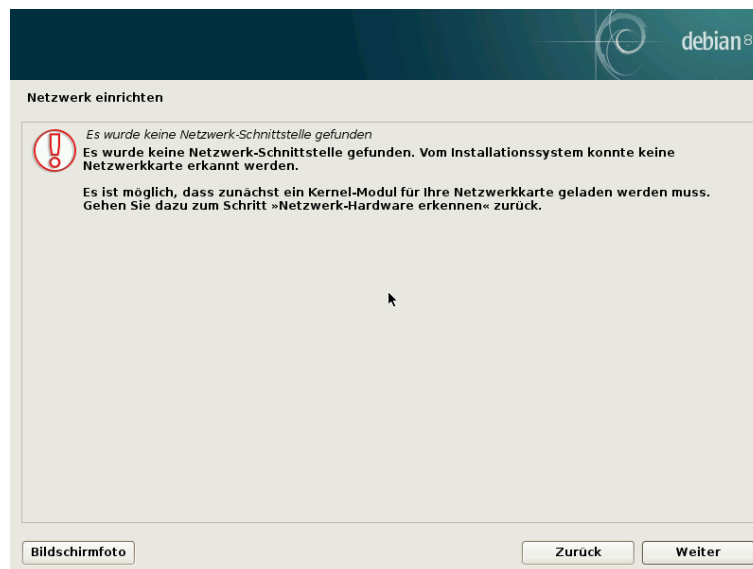 debian 8
Netzwerk einrichten
Es wurde keine Netzwerk-Schnittstelle gefunden
Es wurde keine Netzwerk-Schnittstelle gefunden. Vom Installationssystem konnte keine
Netzwerkkarte erkannt werden.
Es ist möglich, dass zunächst ein Kernel-Modul für Ihre Netzwerkkarte geladen werden muss.
Gehen Sie dazu zum Schritt »Netzwerk-Hardware erkennen« zurück.
Bildschirmfoto
Zurück
Weiter